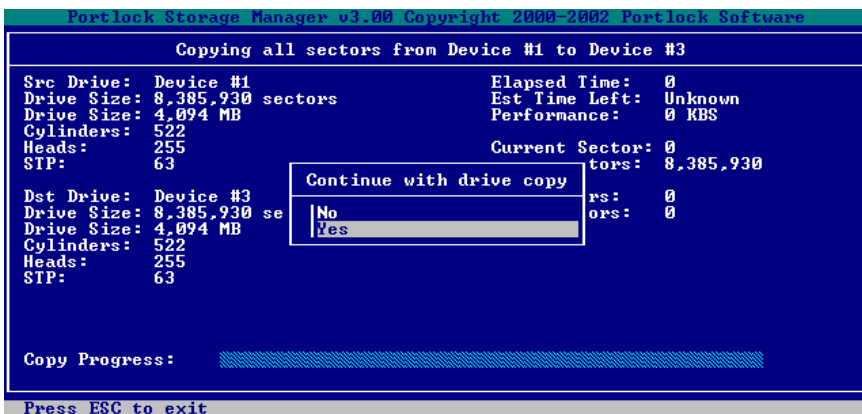 Portlock Storage Manager v3.00 Copyright 2000-2002 Portlock Software
Copying all sectors from Device #1 to Device #3
Src Drive: Device #1
Drive Size: 8,385,930 sectors
Drive Size: 4,094 MB
Cylinders: 522
Heads: 255
STP: 63
Elapsed Time: 0
Est Time Left: Unknown
Performance: 0 KBS
Current Sector: 0
tors: 8,385,930
Continue with drive copy
No
Yes
Dst Drive: Device #3
Drive Size: 8,385,930 se
Drive Size: 4,094 MB
Cylinders: 522
Heads: 255
STP: 63
rs: 0
ors: 0
Copy Progress:
Press ESC to exit